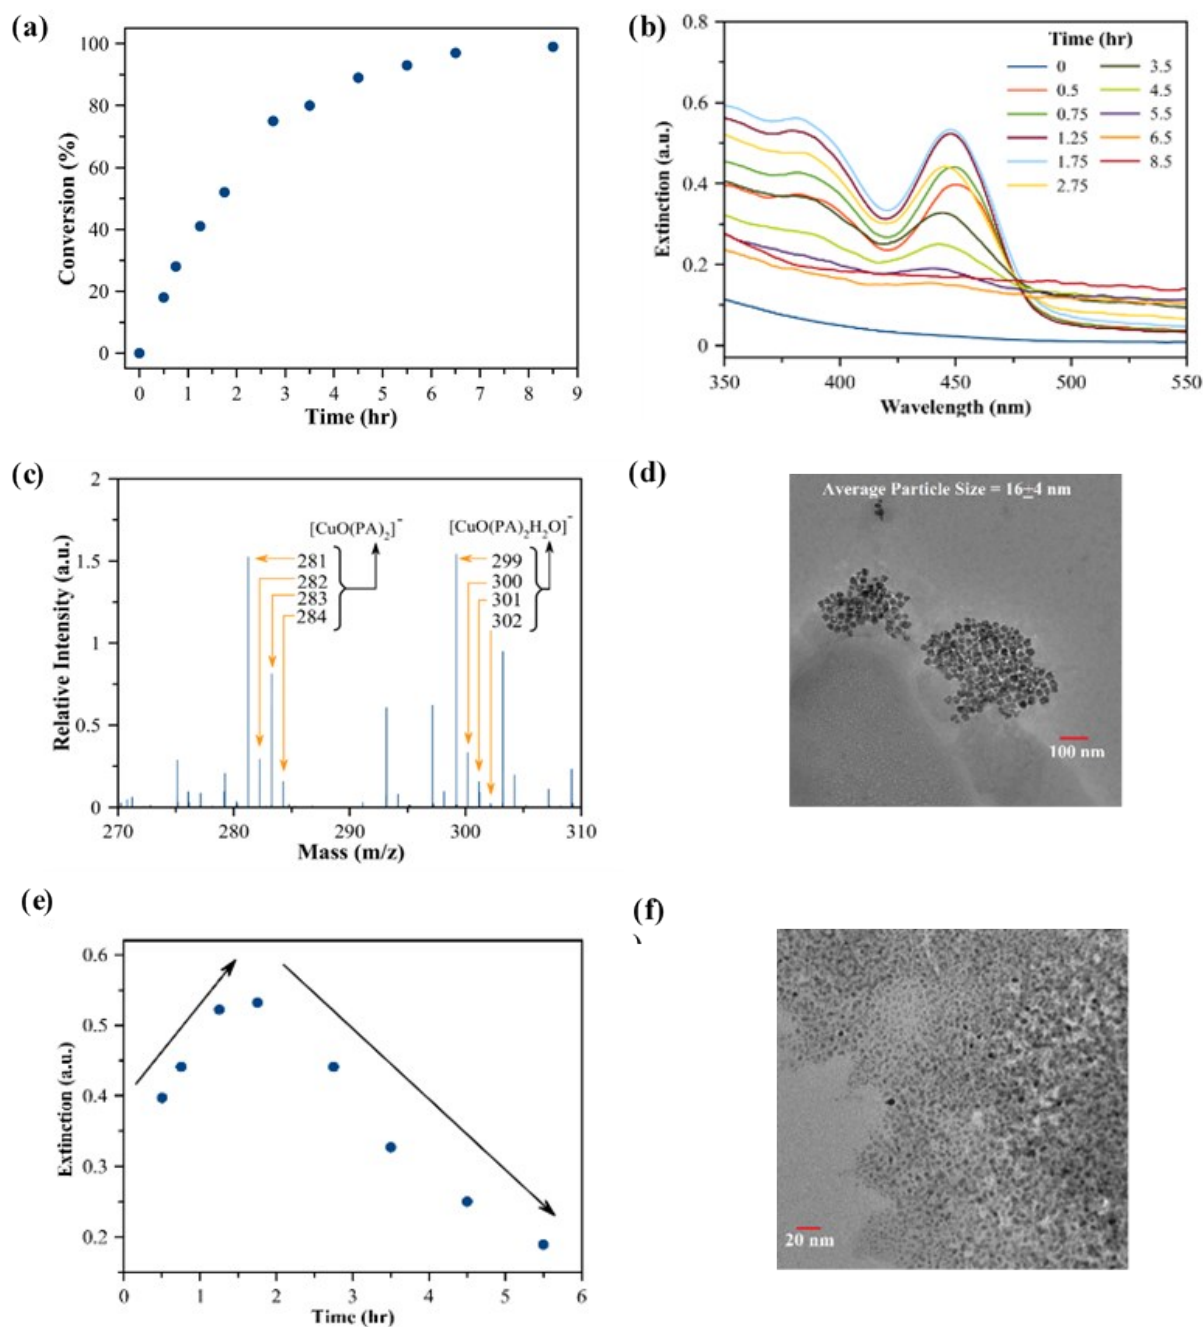 (a)
100
80
60
40
20
0
Conversion (%)
0 1 2 3 4 5 6 7 8 9
Time (hr)
(b)
0.8
0.6
0.4
0.2
0
Extinction (a.u.)
Time (hr)
0 3.5
0.5 4.5
0.75 5.5
1.25 6.5
1.75 8.5
2.75
350 400 450 500 550
Wavelength (nm)
(c)
2
1.5
1
0.5
0
Relative Intensity (a.u.)
[CuO(PA)₂]⁻
281
282
283
284
[CuO(PA)₂H₂O]⁻
299
300
301
302
270 280 290 300 310
Mass (m/z)
(d)
Average Particle Size = 16±4 nm
100 nm
(e)
0.6
0.5
0.4
0.3
0.2
Extinction (a.u.)
0 1 2 3 4 5 6
Time (hr)
(f)
)
20 nm